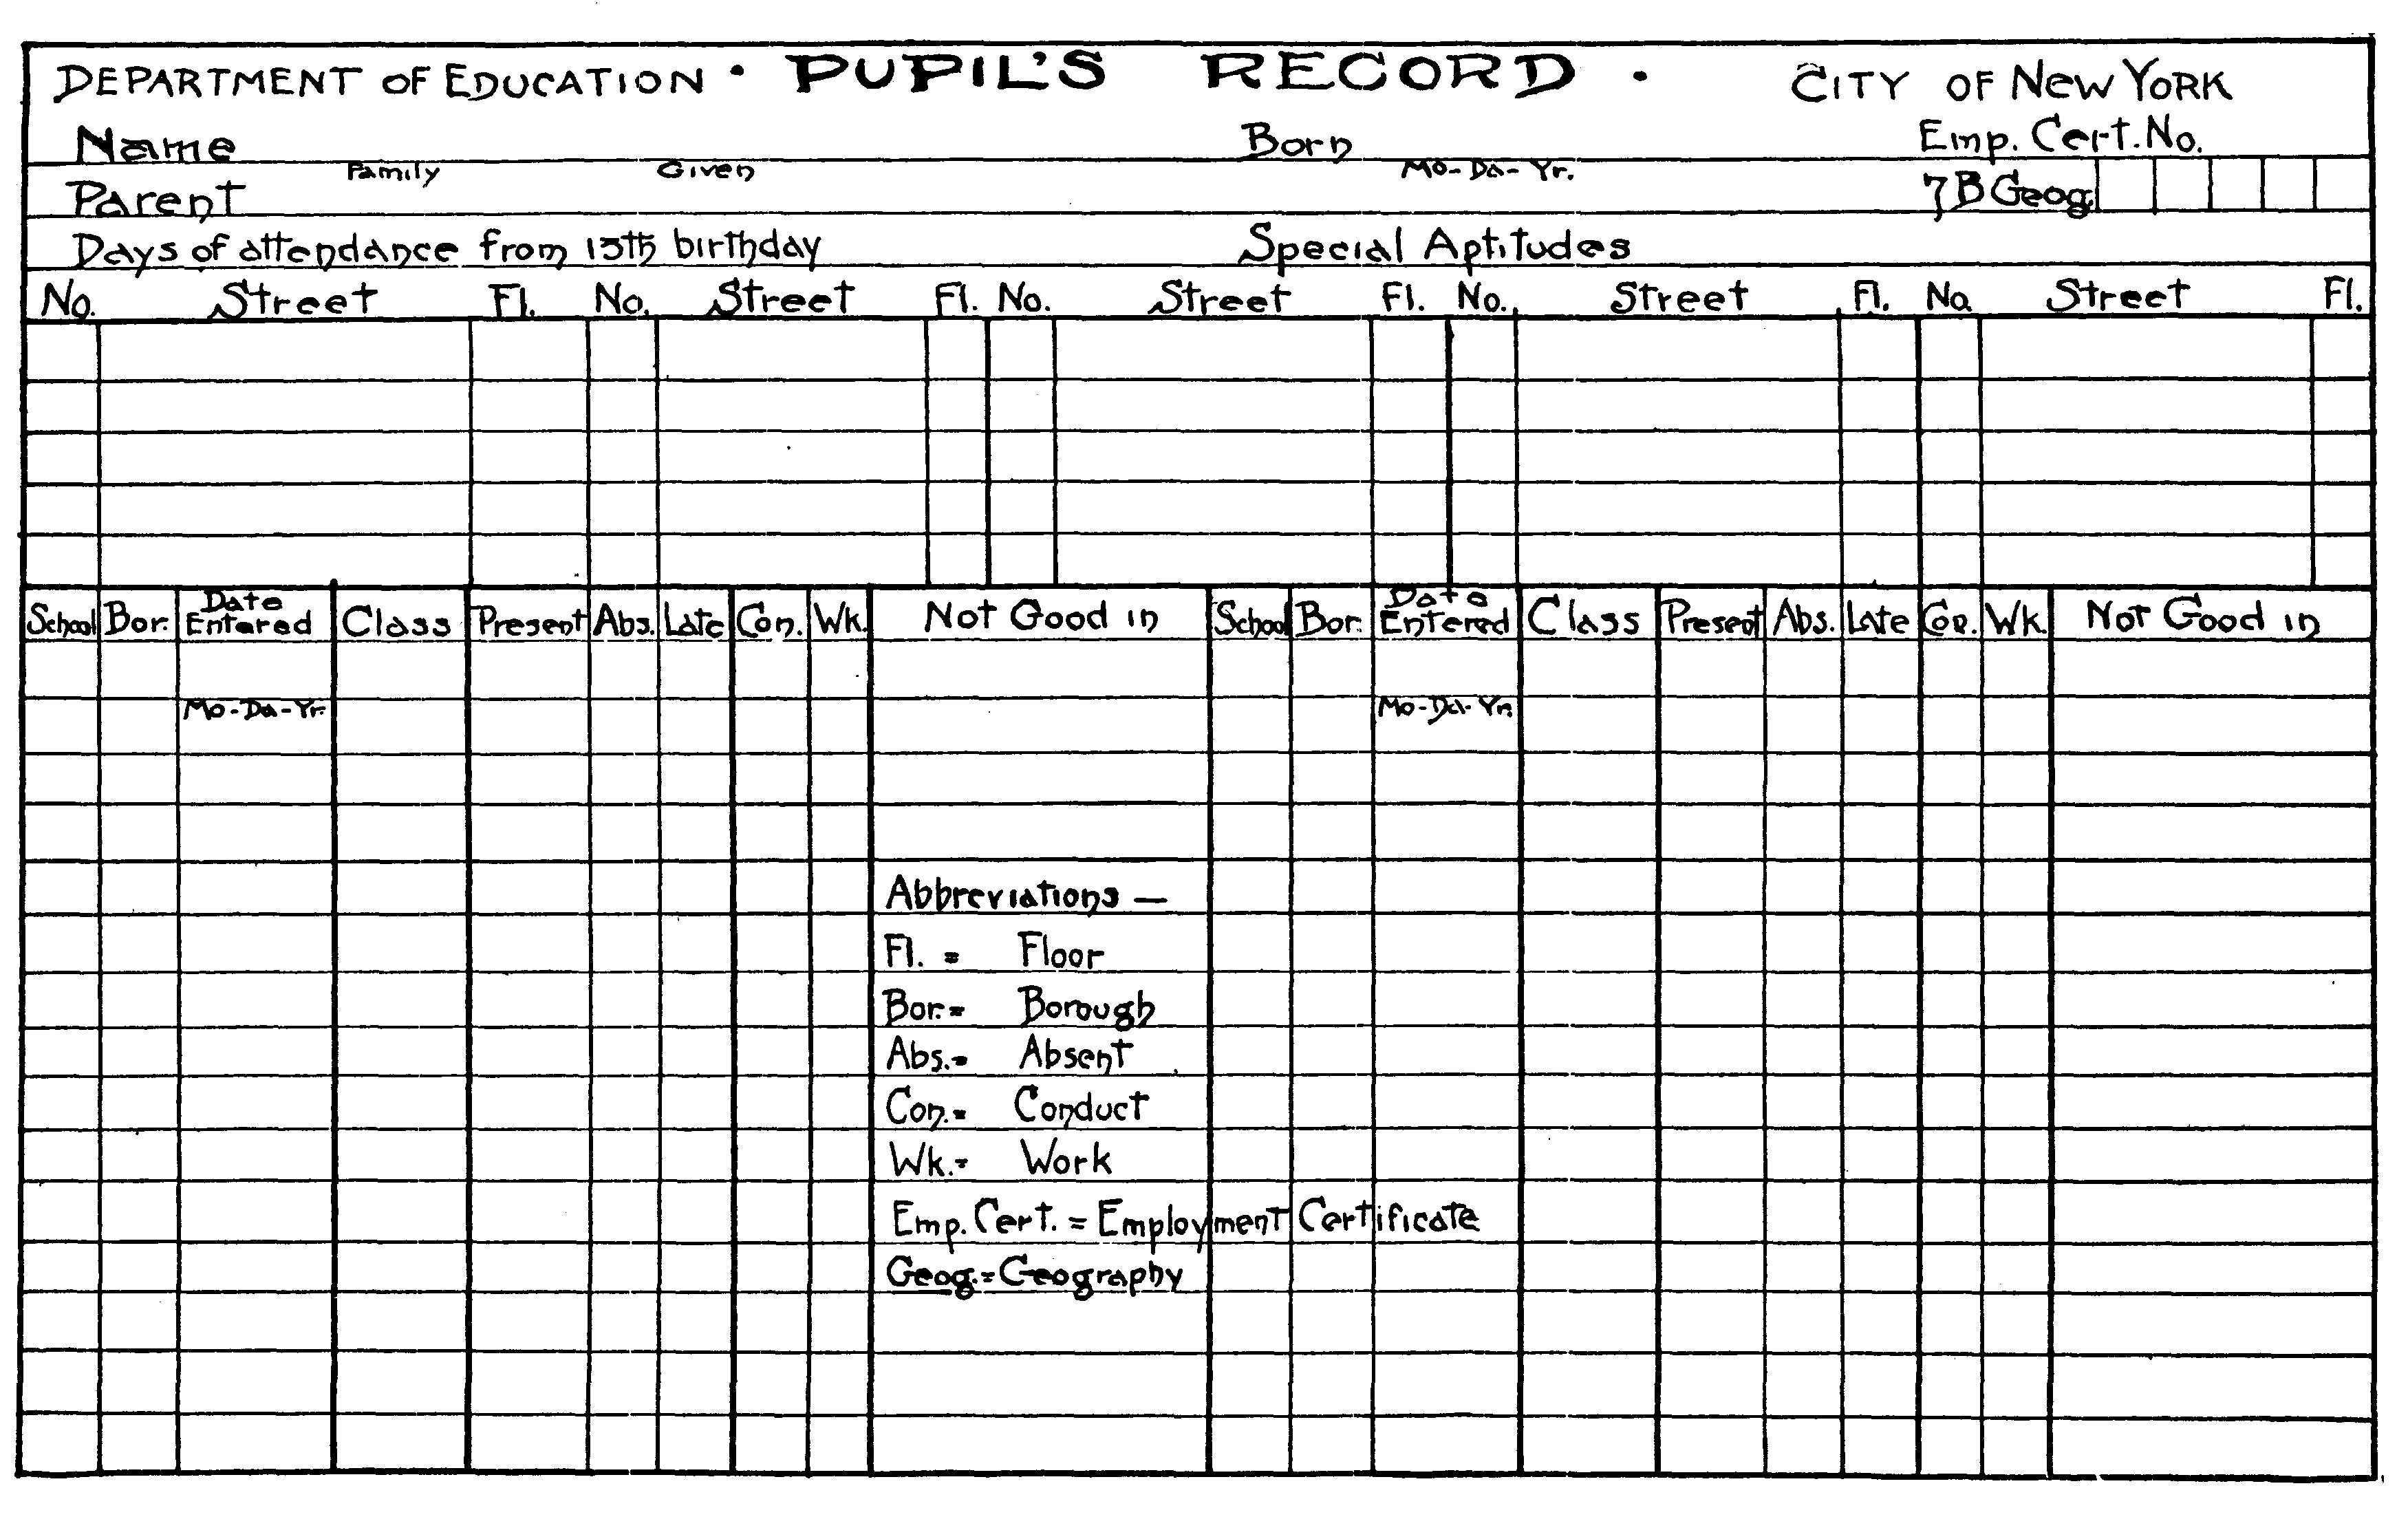 DEPARTMENT OF EDUCATION · PUPIL'S RECORD · CITY OF NEW YORK
Name Born Emp. Cert. No.
Family Given Mo-Da-Yr.
Parent 7B Geog
Days of attendance from 13th birthday Special Aptitudes
No. Street Fl. No. Street Fl. No. Street Fl. No. Street Fl. No Street Fl.
School Bor. Date Entered Class Present Abs. Late Con. Wk. Not Good in School Bor. Date Entered Class Present Abs. Late Con. Wk. Not Good in
Mo-Da-Yr. Mo-Da-Yr.
Abbreviations —
Fl. = Floor
Bor. = Borough
Abs. = Absent
Con. = Conduct
Wk. = Work
Emp. Cert. = Employment Certificate
Geog. = Geography